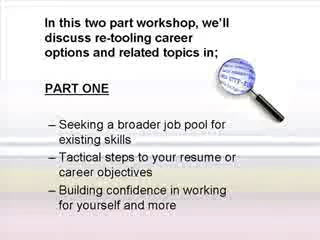 In this two part workshop, we'll
discuss re-tooling career
options and related topics in;
PART ONE
– Seeking a broader job pool for
existing skills
– Tactical steps to your resume or
career objectives
– Building confidence in working
for yourself and more